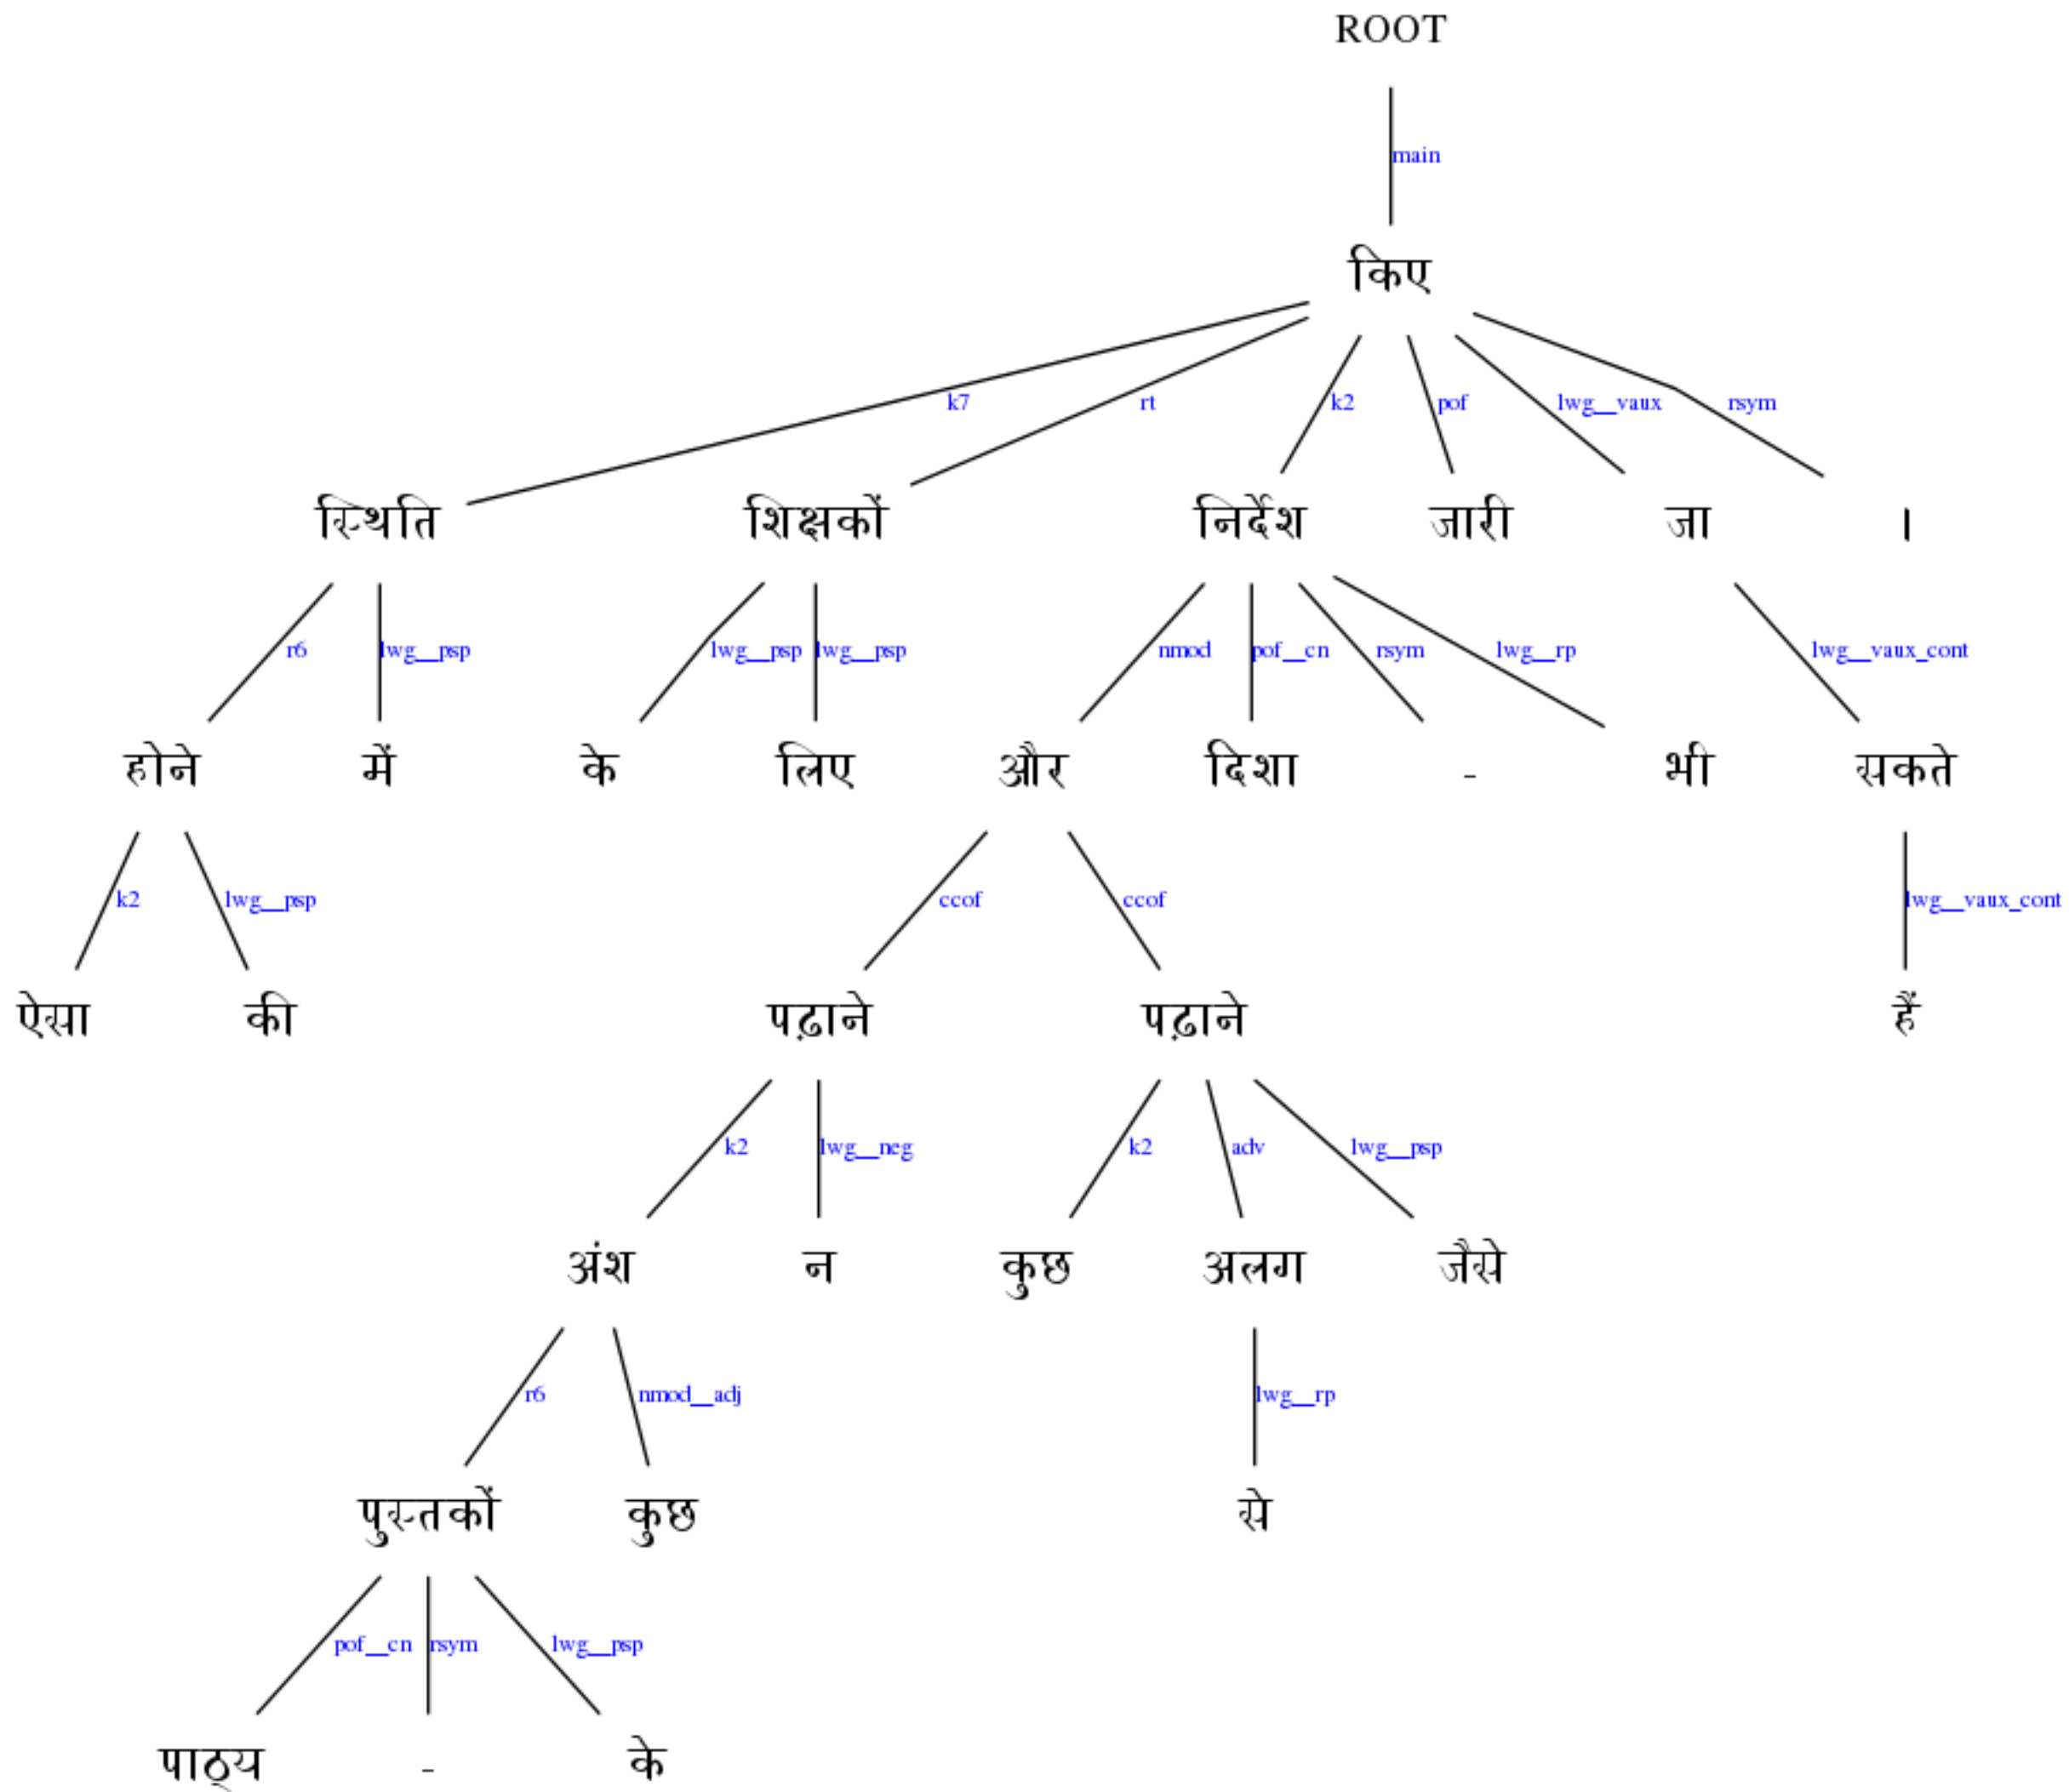 ROOT
main
किए
k7 rt k2 pof lwg__vaux rsym
स्थिति शिक्षकों निर्देश जारी जा ।
r6 lwg__psp lwg__psp lwg__psp nmod pof__cn rsym lwg__rp lwg__vaux_cont
होने में के लिए और दिशा - भी सकते
k2 lwg__psp ccof ccof lwg__vaux_cont
ऐसा की पढ़ाने पढ़ाने हैं
k2 lwg__neg k2 adv lwg__psp
अंश न कुछ अलग जैसे
r6 nmod__adj lwg__rp
पुस्तकों कुछ से
pof__cn rsym lwg__psp
पाठ्य - के